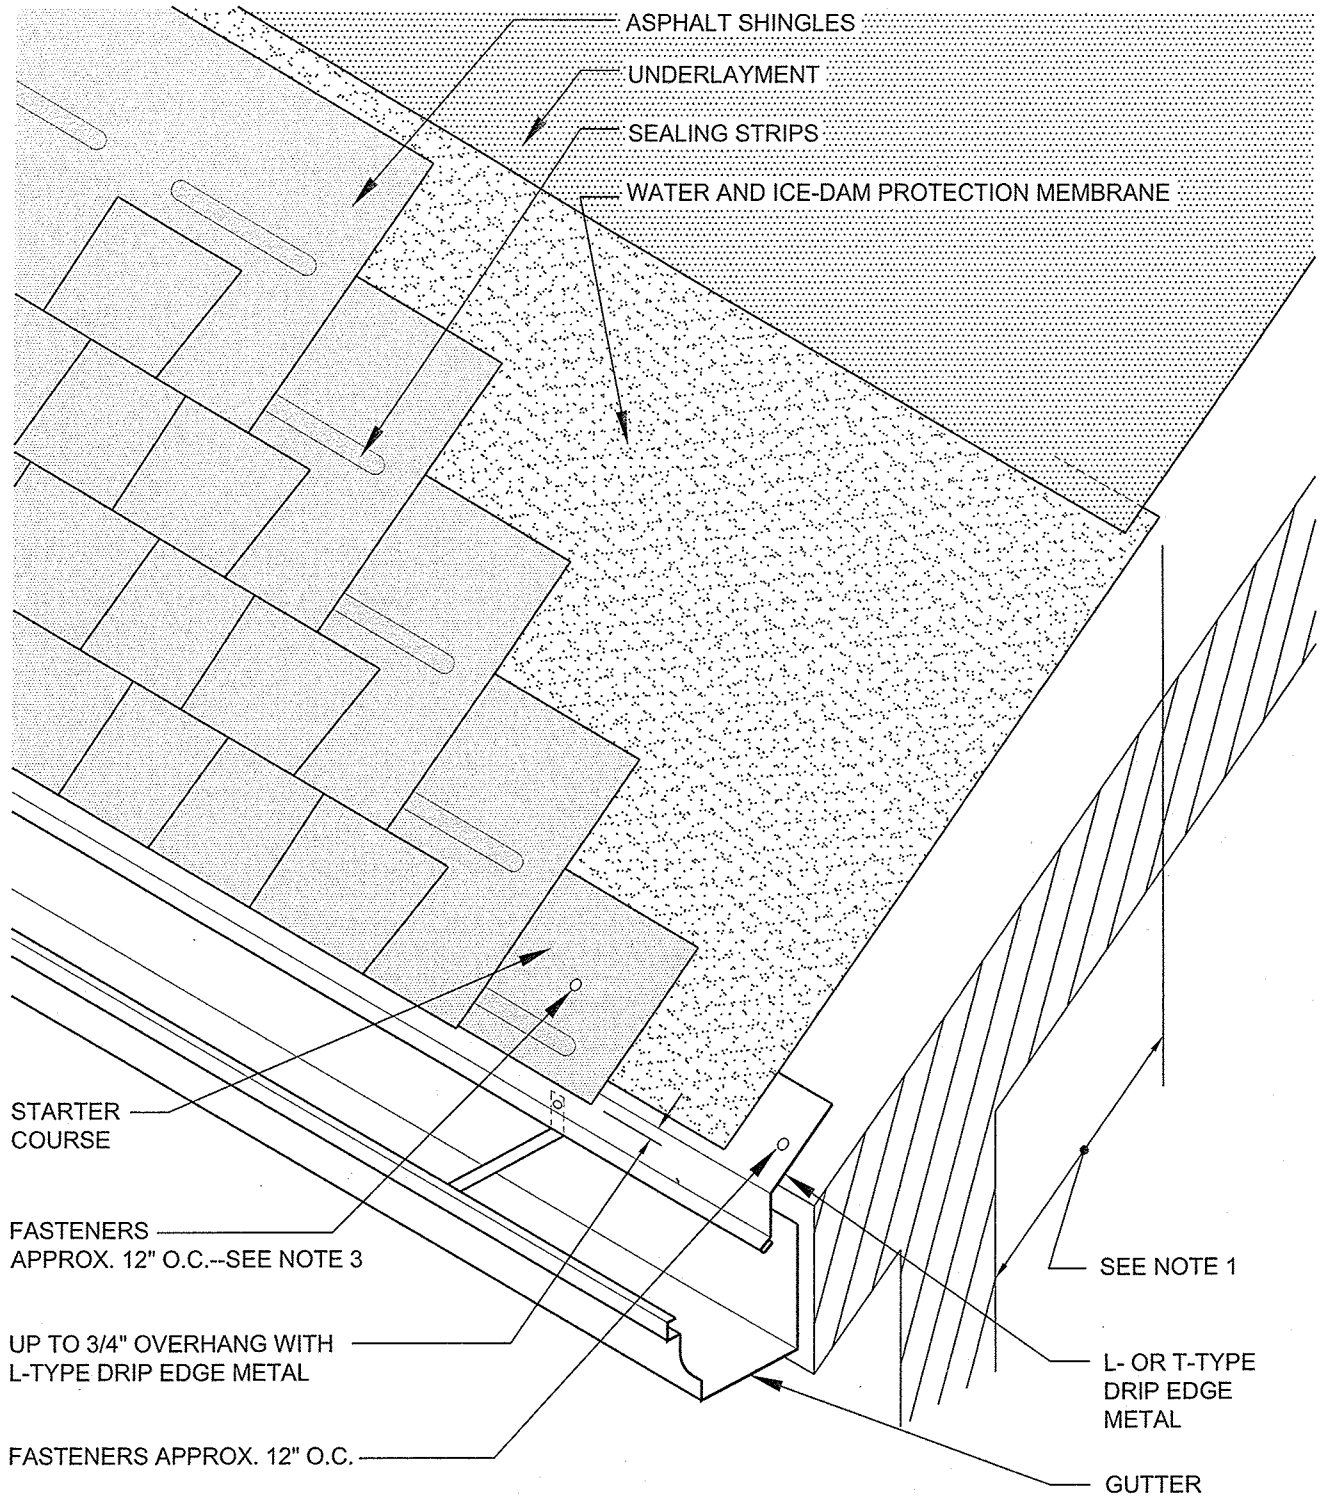 ASPHALT SHINGLES
UNDERLAYMENT
SEALING STRIPS
WATER AND ICE-DAM PROTECTION MEMBRANE
STARTER
COURSE
FASTENERS
APPROX. 12" O.C.--SEE NOTE 3
SEE NOTE 1
UP TO 3/4" OVERHANG WITH
L-TYPE DRIP EDGE METAL
L- OR T-TYPE
DRIP EDGE
METAL
FASTENERS APPROX. 12" O.C.
GUTTER